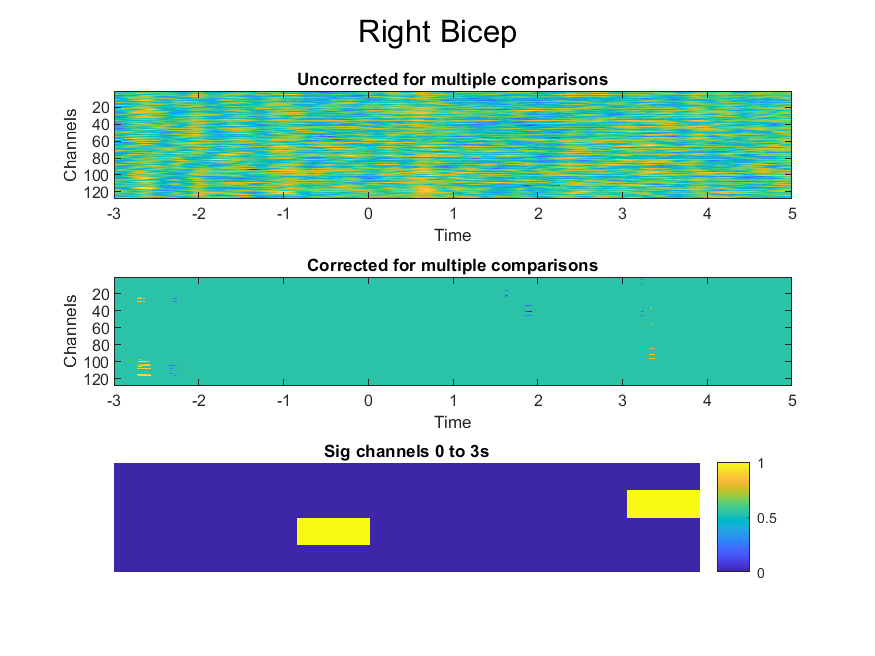 Right Bicep
Uncorrected for multiple comparisons
Channels
20
40
60
80
100
120
-3 -2 -1 0 1 2 3 4 5
Time
Corrected for multiple comparisons
Channels
20
40
60
80
100
120
-3 -2 -1 0 1 2 3 4 5
Time
Sig channels 0 to 3s
1
0.5
0